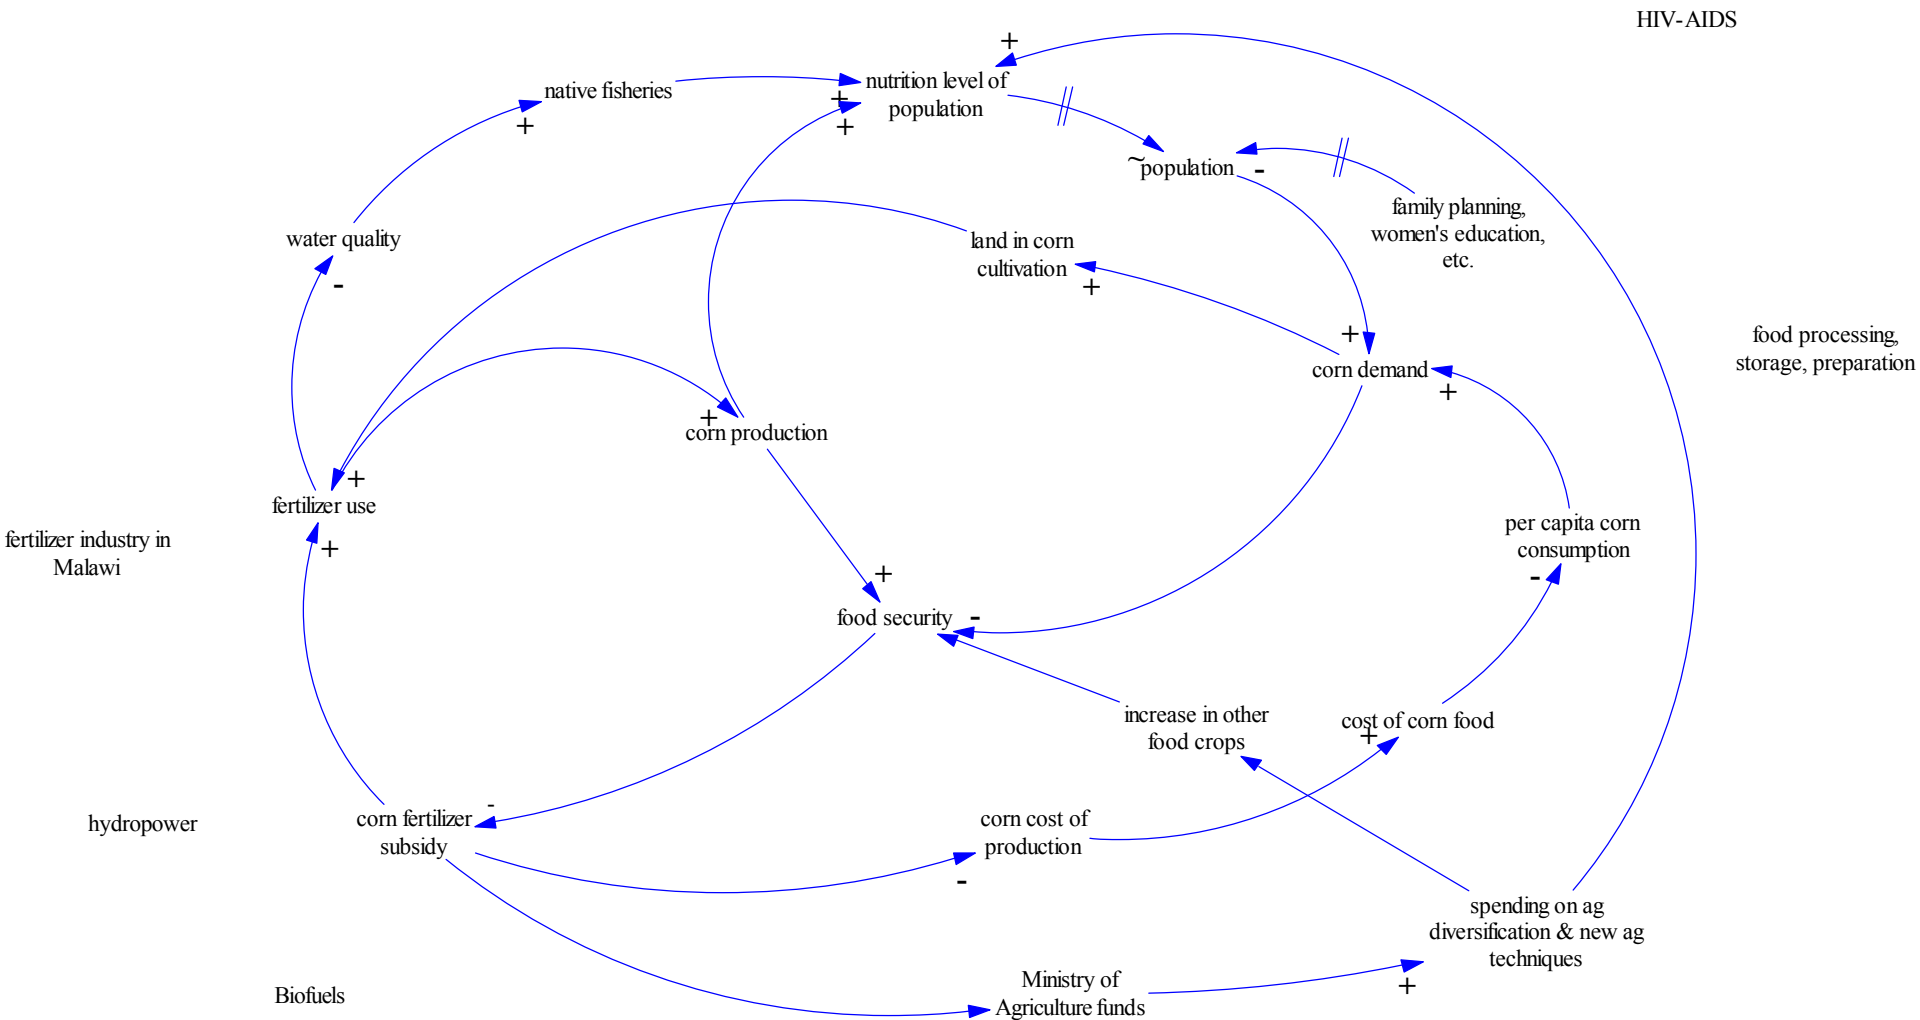 HIV-AIDS
+
nutrition level of
population
native fisheries
+
+
+
~
population
-
family planning,
women's education,
etc.
water quality
-
land in corn
cultivation
+
+
corn demand
+
food processing,
storage, preparation
+
corn production
+
fertilizer use
+
fertilizer industry in
Malawi
per capita corn
consumption
-
+
food security
-
increase in other
food crops
cost of corn food
+
hydropower
corn fertilizer
subsidy
-
corn cost of
production
-
spending on ag
diversification & new ag
techniques
+
Biofuels
Ministry of
Agriculture funds